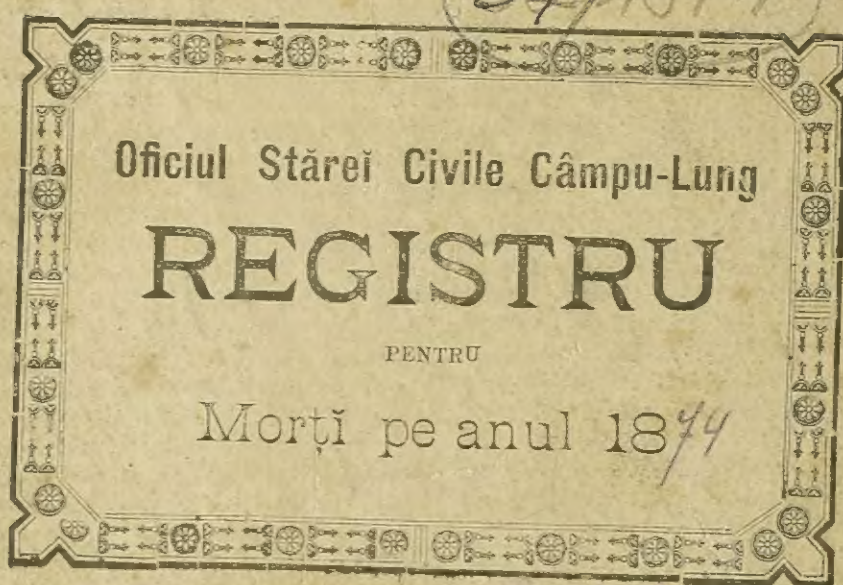 Oficiul Stărei Civile Câmpu-Lung
REGISTRU
PENTRU
Morți pe anul 1874